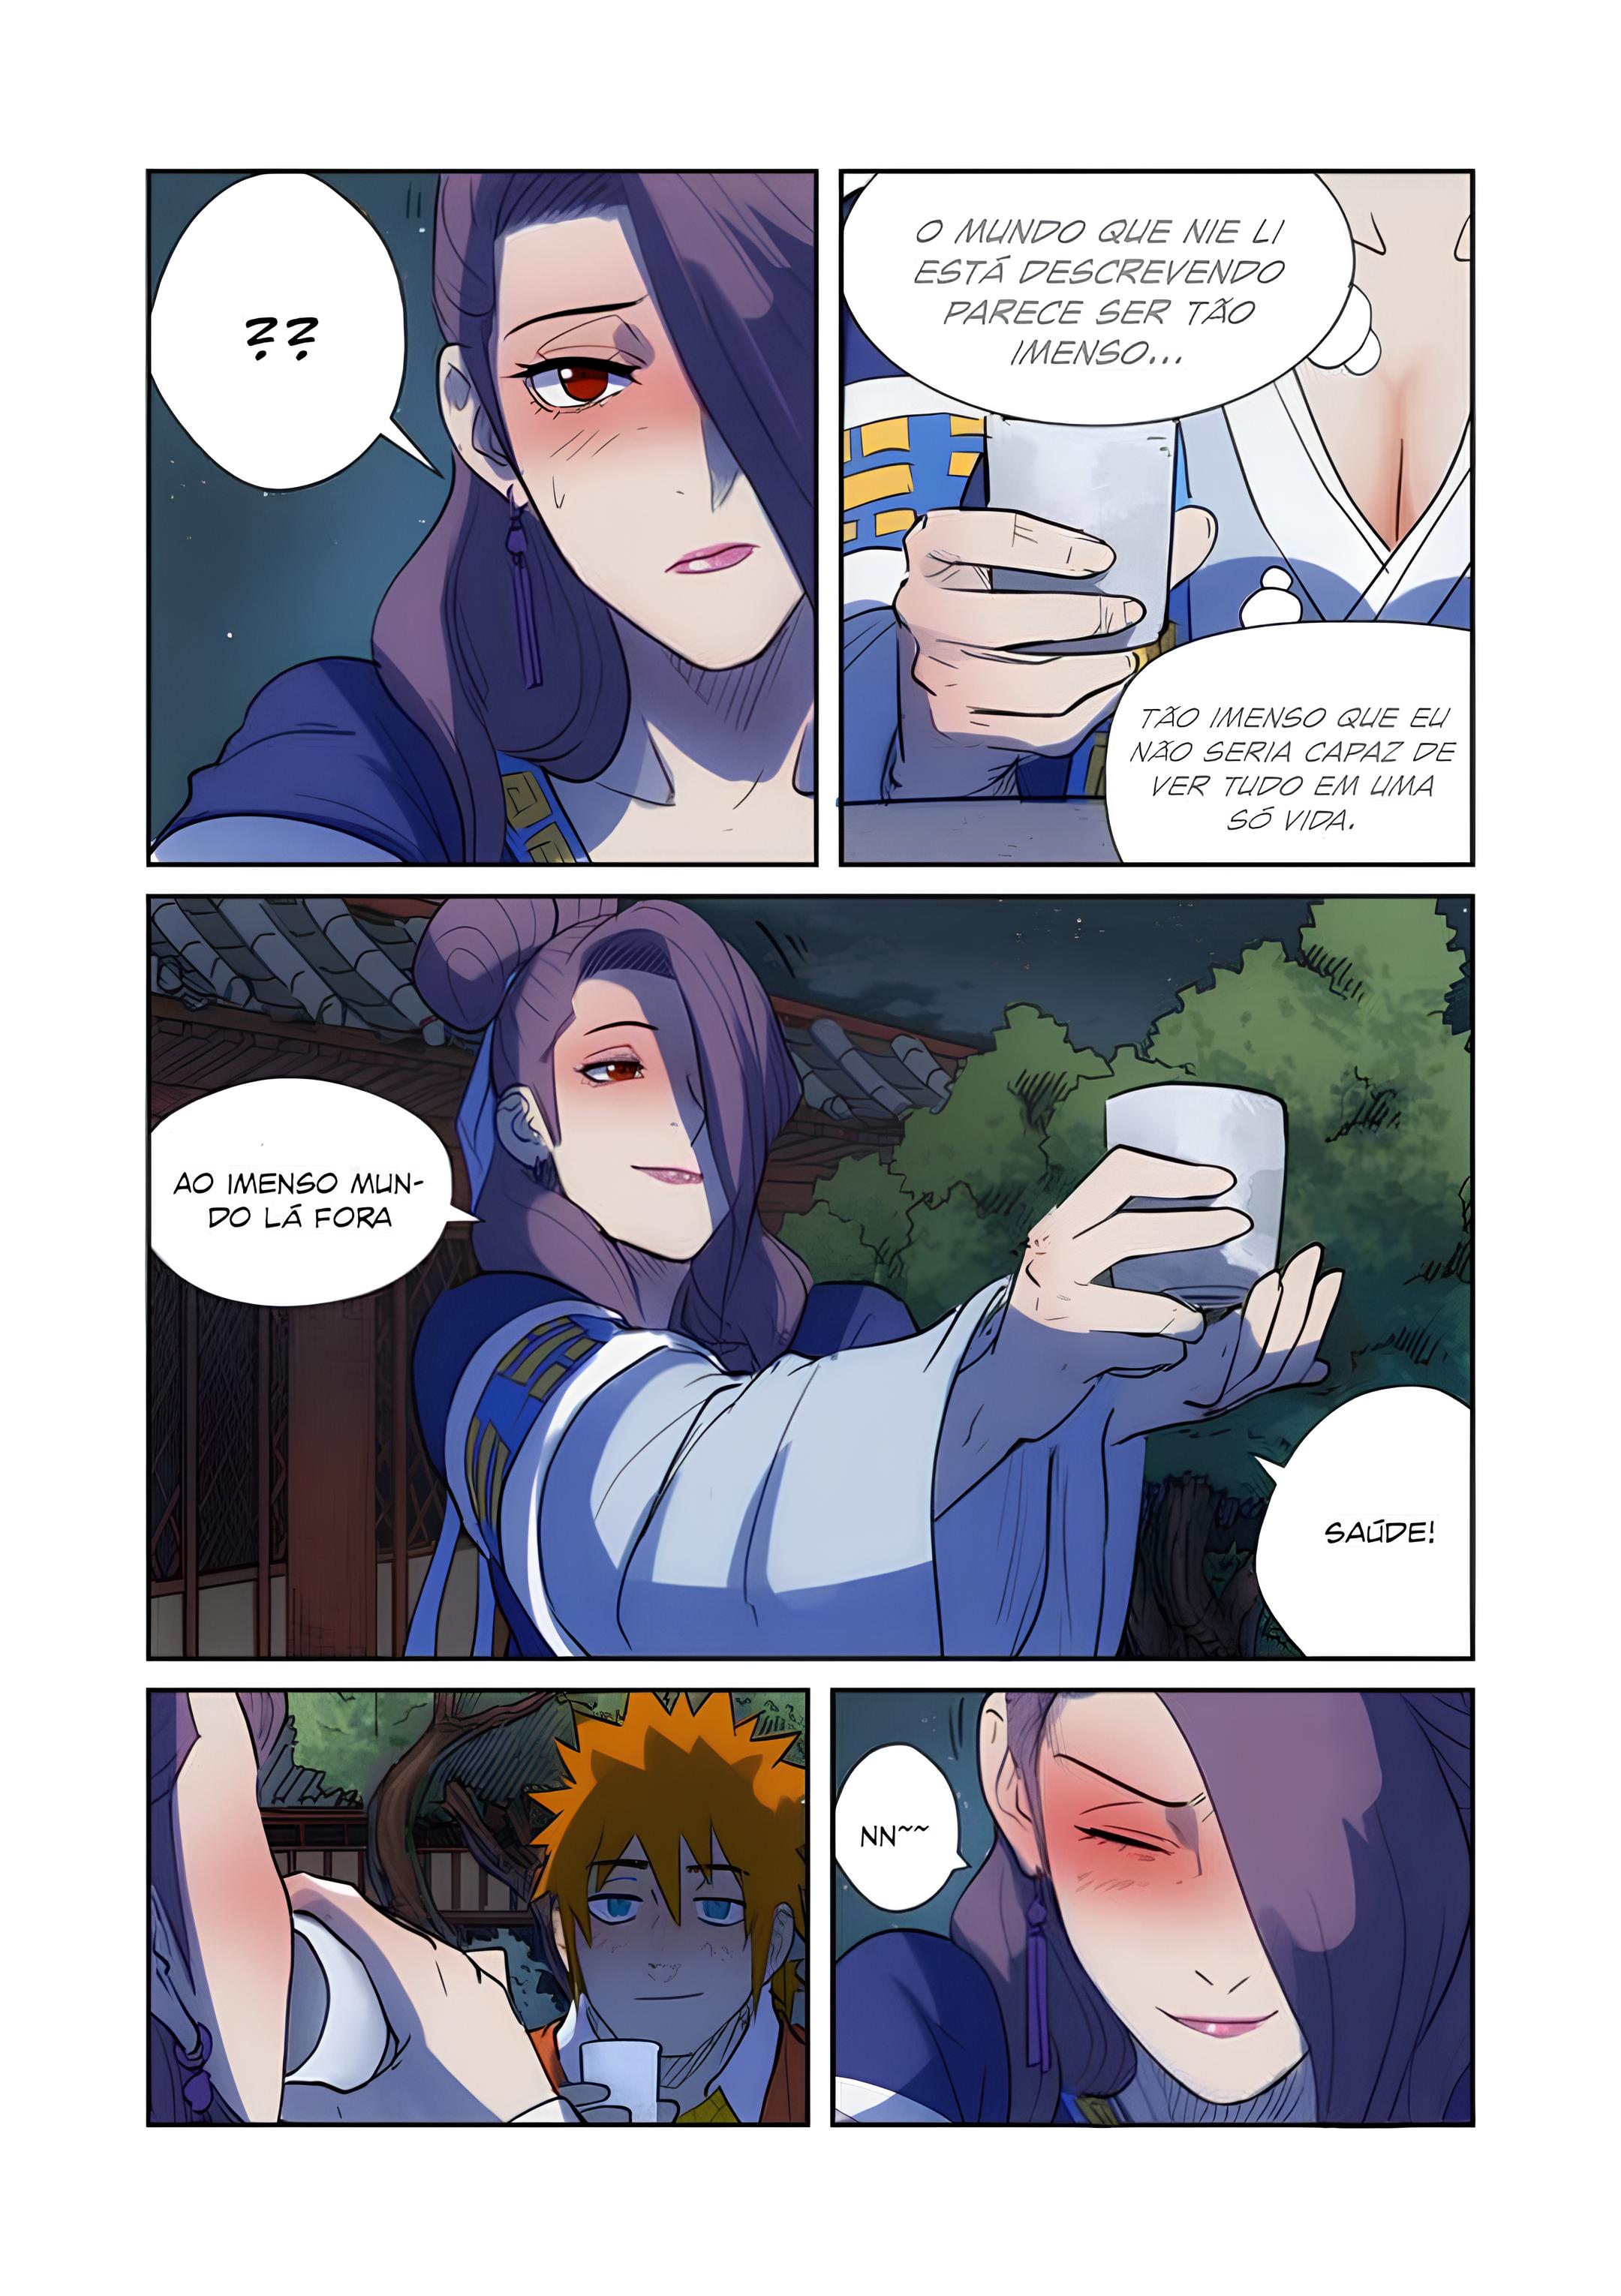 ??
O MUNDO QUE NIE LI
ESTÁ DESCREVENDO
PARECE SER TÃO
IMENSO...
TÃO IMENSO QUE EU
NÃO SERIA CAPAZ DE
VER TUDO EM UMA
SÓ VIDA.
AO IMENSO MUN-
DO LÁ FORA
SAÚDE!
NN~~